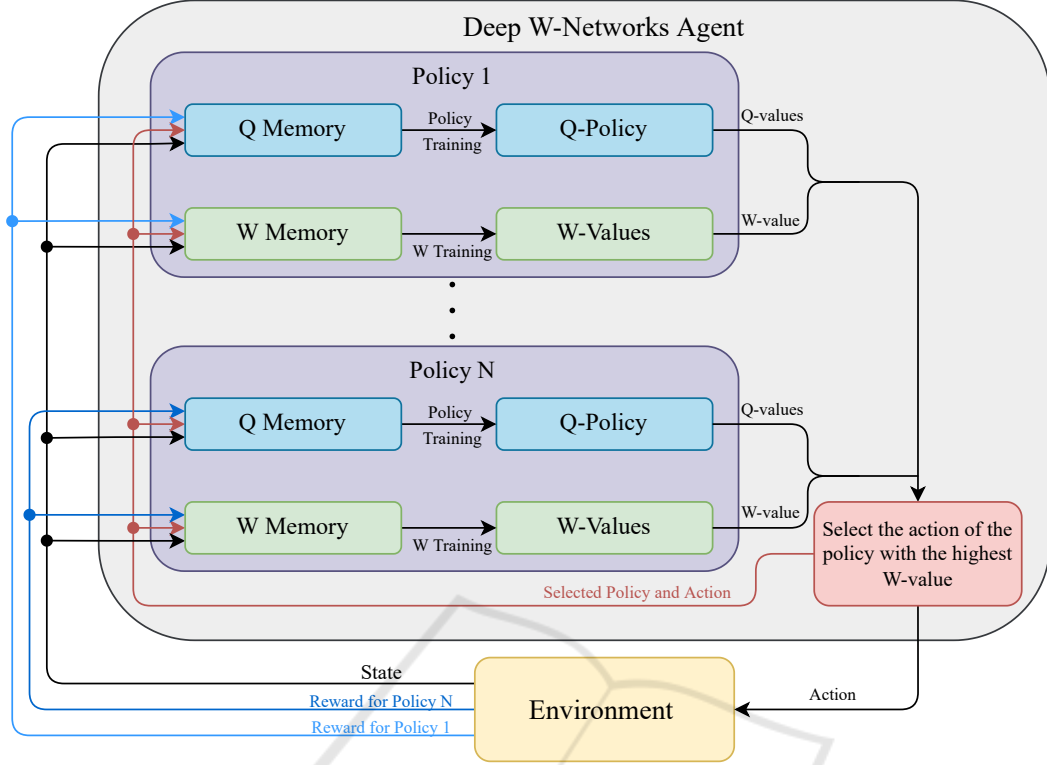 Deep W-Networks Agent
Policy 1
Q Memory
Policy
Training
Q-Policy
Q-values
W Memory
W Training
W-Values
W-value
Policy N
Q Memory
Policy
Training
Q-Policy
Q-values
W Memory
W Training
W-Values
W-value
Select the action of the
policy with the highest
W-value
Selected Policy and Action
State
Reward for Policy N
Reward for Policy 1
Environment
Action